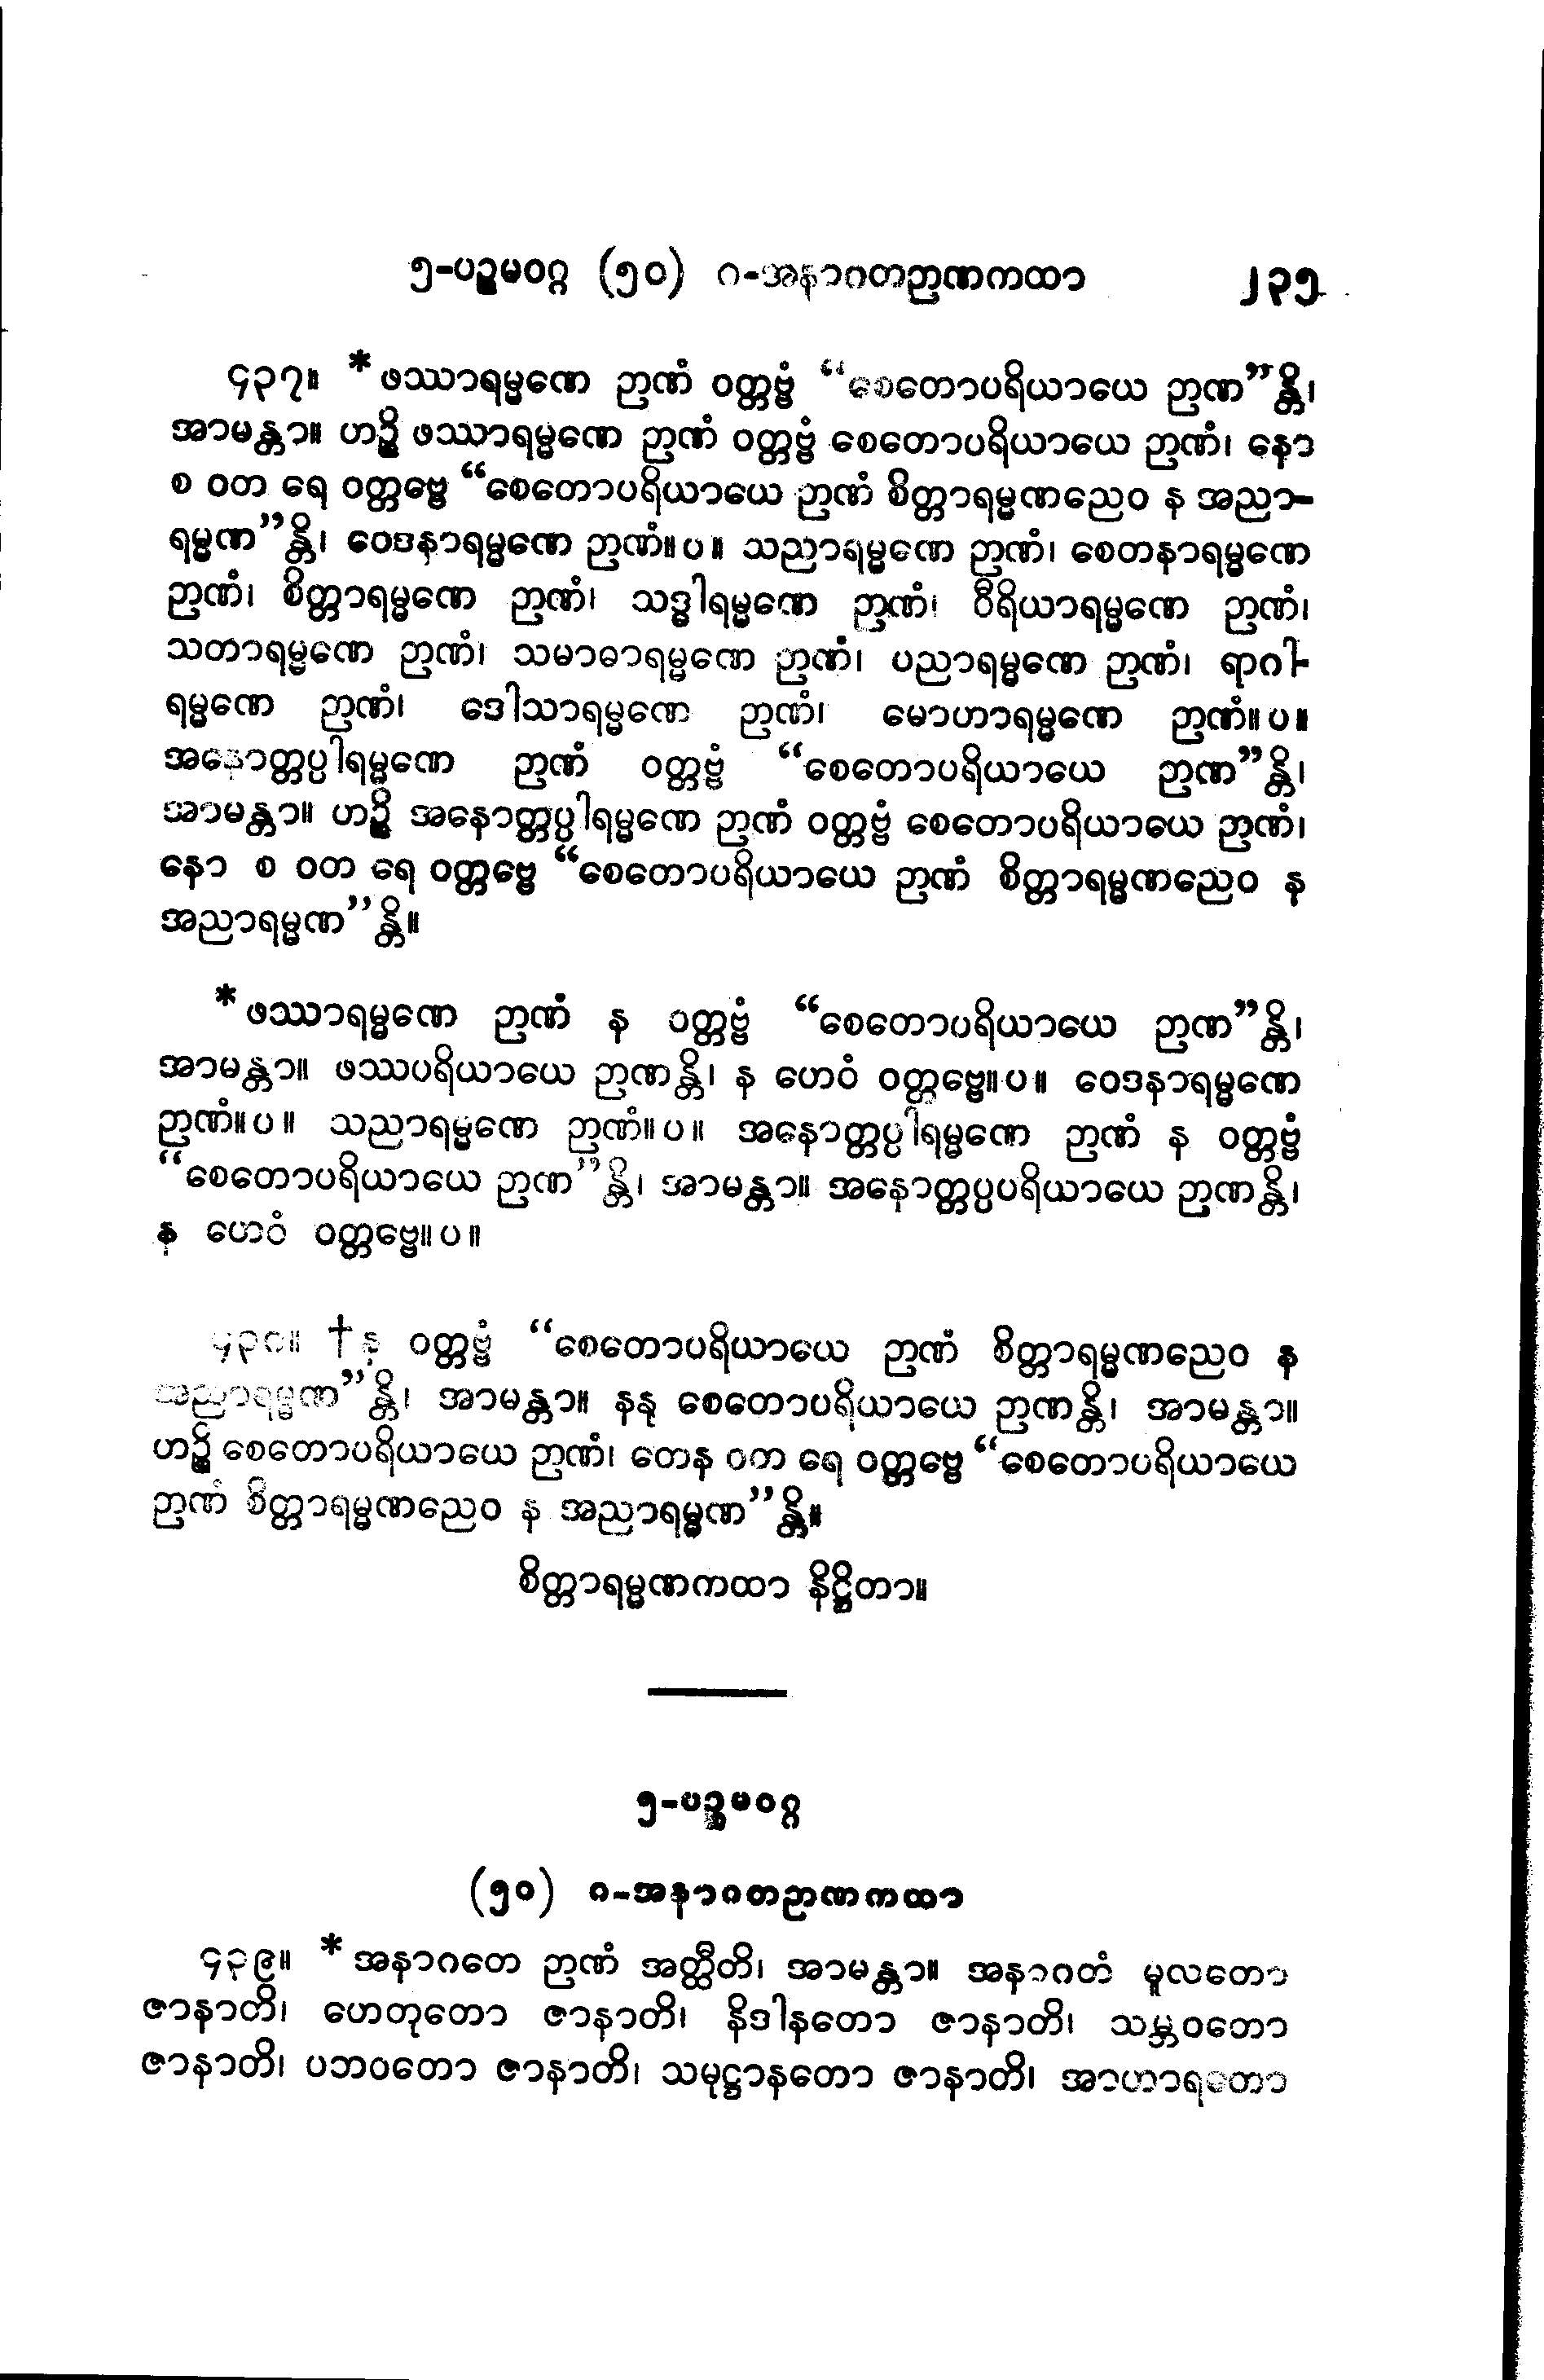 ၅-ပဉ္စမဝဂ္ဂ (၅၀) ဂ-အနာဂတဉာဏကထာ ၂၃၅
၄၃၇။ *ဖဿာရမ္မဏေ ဉာဏံ ဝတ္တဗ္ဗံ “စေတောပရိယာယေ ဉာဏ”န္တိ၊
အာမန္တာ။ ဟဉ္စိ ဖဿာရမ္မဏေ ဉာဏံ ဝတ္တဗ္ဗံ စေတောပရိယာယေ ဉာဏံ၊ နော
စ ဝတ ရေ ဝတ္တဗ္ဗေ “စေတောပရိယာယေ ဉာဏံ စိတ္တာရမ္မဏညေဝ န အညာ-
ရမ္မဏ”န္တိ၊ ဝေဒနာရမ္မဏေ ဉာဏံ။ပ။ သညာရမ္မဏေ ဉာဏံ၊ စေတနာရမ္မဏေ
ဉာဏံ၊ စိတ္တာရမ္မဏေ ဉာဏံ၊ သဒ္ဓါရမ္မဏေ ဉာဏံ၊ ဝီရိယာရမ္မဏေ ဉာဏံ၊
သတာရမ္မဏေ ဉာဏံ၊ သမာဓာရမ္မဏေ ဉာဏံ၊ ပညာရမ္မဏေ ဉာဏံ၊ ရာဂါ-
ရမ္မဏေ ဉာဏံ၊ ဒေါသာရမ္မဏေ ဉာဏံ၊ မောဟာရမ္မဏေ ဉာဏံ။ပ။
အနောတ္တပ္ပါရမ္မဏေ ဉာဏံ ဝတ္တဗ္ဗံ “စေတောပရိယာယေ ဉာဏ”န္တိ၊
အာမန္တာ။ ဟဉ္စိ အနောတ္တပ္ပါရမ္မဏေ ဉာဏံ ဝတ္တဗ္ဗံ စေတောပရိယာယေ ဉာဏံ၊
နော စ ဝတ ရေ ဝတ္တဗ္ဗေ “စေတောပရိယာယေ ဉာဏံ စိတ္တာရမ္မဏညေဝ န
အညာရမ္မဏ”န္တိ။
*ဖဿာရမ္မဏေ ဉာဏံ န ဝတ္တဗ္ဗံ “စေတောပရိယာယေ ဉာဏ”န္တိ၊
အာမန္တာ။ ဖဿပရိယာယေ ဉာဏန္တိ၊ န ဟေဝံ ဝတ္တဗ္ဗေ။ပ။ ဝေဒနာရမ္မဏေ
ဉာဏံ။ပ။ သညာရမ္မဏေ ဉာဏံ။ပ။ အနောတ္တပ္ပါရမ္မဏေ ဉာဏံ န ဝတ္တဗ္ဗံ
“စေတောပရိယာယေ ဉာဏ”န္တိ၊ အာမန္တာ။ အနောတ္တပ္ပပရိယာယေ ဉာဏန္တိ၊
န ဟေဝံ ဝတ္တဗ္ဗေ။ပ။
၄၃၈။ †န ဝတ္တဗ္ဗံ “စေတောပရိယာယေ ဉာဏံ စိတ္တာရမ္မဏညေဝ န
အညာရမ္မဏ”န္တိ၊ အာမန္တာ။ နနု စေတောပရိယာယေ ဉာဏန္တိ၊ အာမန္တာ။
ဟဉ္စိ စေတောပရိယာယေ ဉာဏံ၊ တေန ဝက ရေ ဝတ္တဗ္ဗေ “စေတောပရိယာယေ
ဉာဏံ စိတ္တာရမ္မဏညေဝ န အညာရမ္မဏ”န္တိ။
စိတ္တာရမ္မဏကထာ နိဋ္ဌိတာ။
၅-ပဉ္စမဝဂ္ဂ
(၅၀) ဂ-အနာဂတဉာဏကထာ
၄၃၉။ *အနာဂတေ ဉာဏံ အတ္ထီတိ၊ အာမန္တာ။ အနာဂတံ မူလတော
ဇာနာတိ၊ ဟေတုတော ဇာနာတိ၊ နိဒါနတော ဇာနာတိ၊ သမ္ဘဝတော
ဇာနာတိ၊ ပဘဝတော ဇာနာတိ၊ သမုဋ္ဌာနတော ဇာနာတိ၊ အာဟာရတော